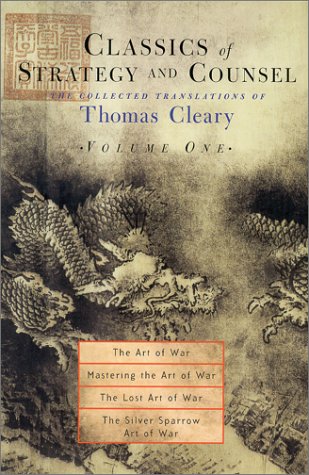 Classics of
Strategy and Counsel
The Collected Translations of
Thomas Cleary
·Volume One·
The Art of War
Mastering the Art of War
The Lost Art of War
The Silver Sparrow
Art of War